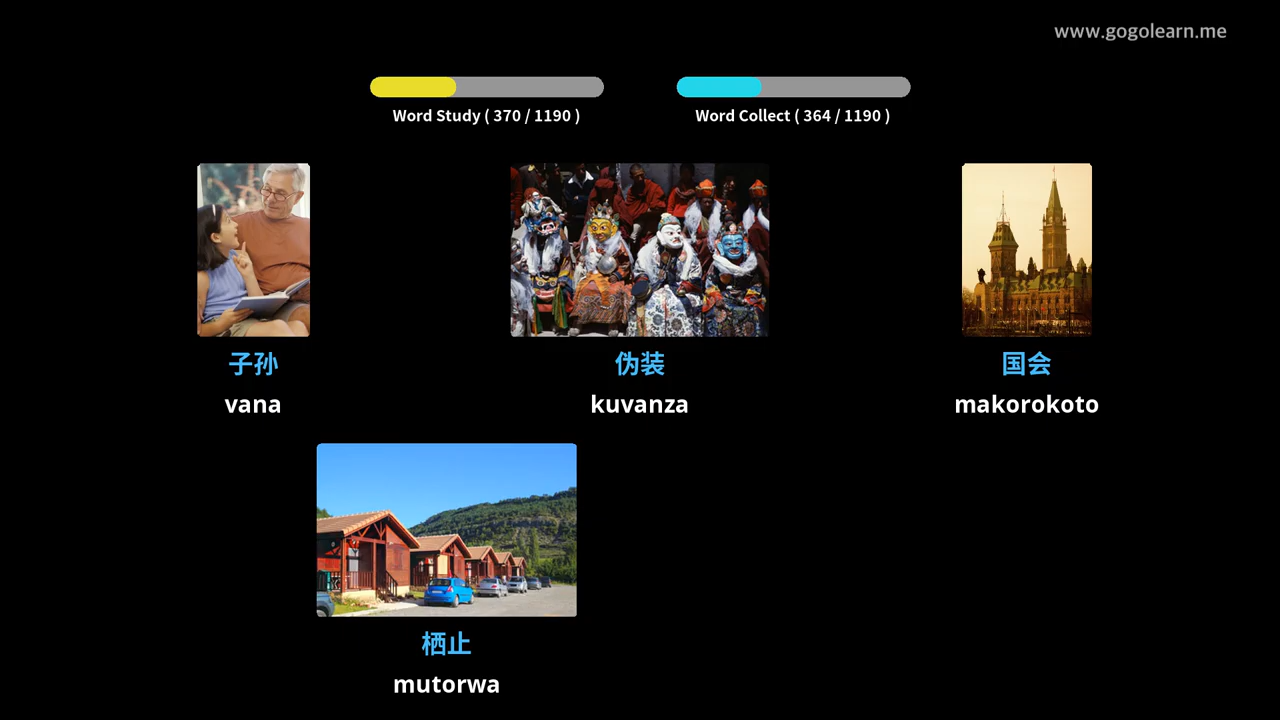 www.gogolearn.me
Word Study ( 370 / 1190 )
Word Collect ( 364 / 1190 )
子孙
vana
伪装
kuvanza
国会
makorokoto
栖止
mutorwa